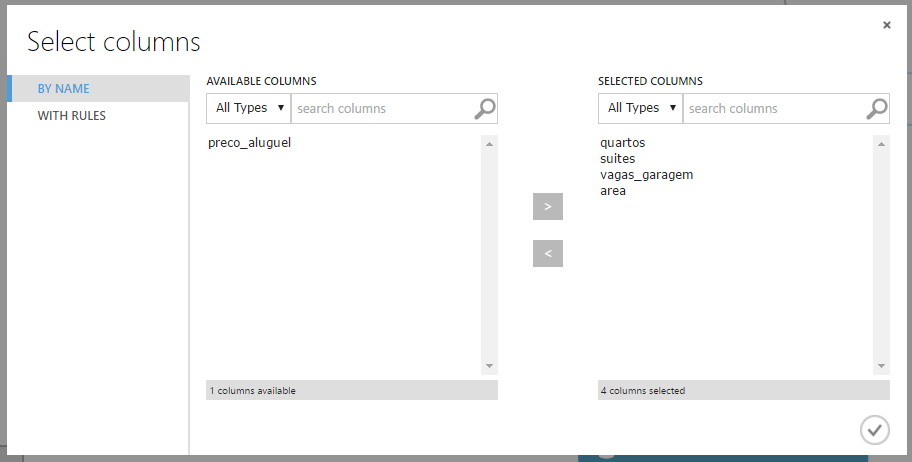 ×
Select columns
BY NAME
WITH RULES
AVAILABLE COLUMNS
All Types
search columns
preco_aluguel
1 columns available
>
<
SELECTED COLUMNS
All Types
search columns
quartos
suites
vagas_garagem
area
4 columns selected